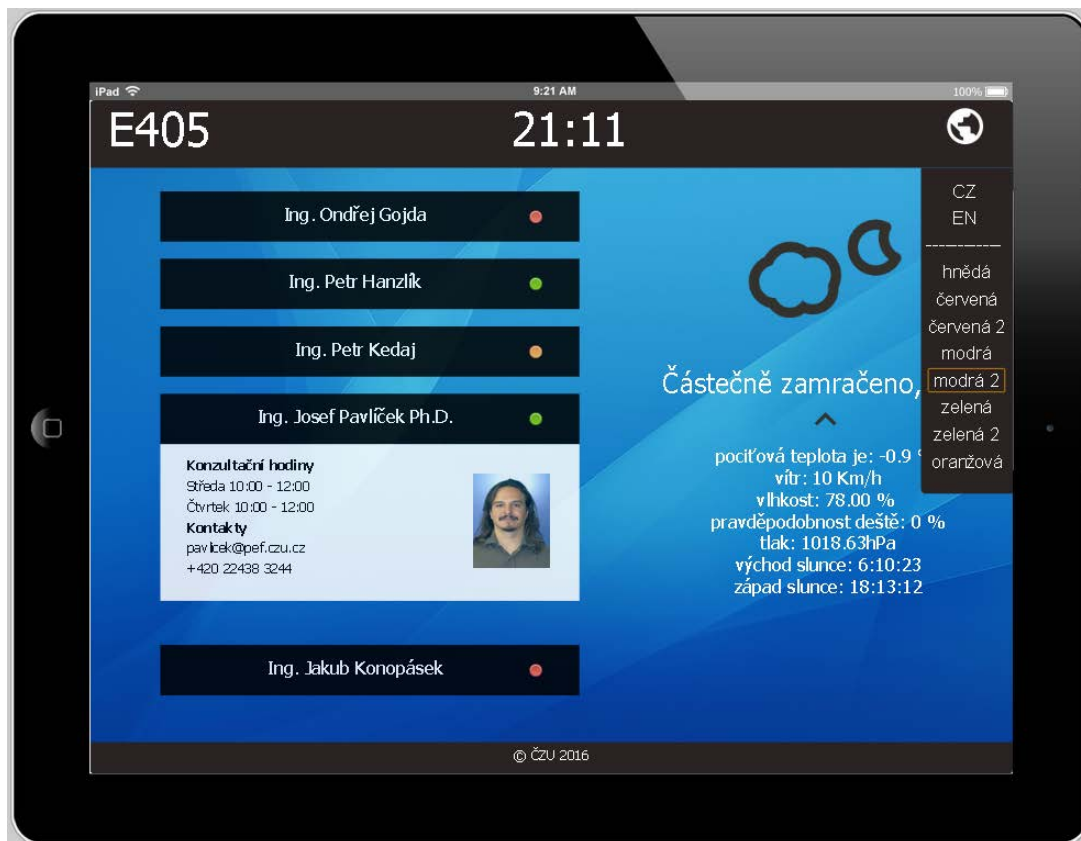 iPad 9:21 AM 100%
E405 21:11
Ing. Ondřej Gojda
Ing. Petr Hanzlík
Ing. Petr Kedaj
Ing. Josef Pavlíček Ph.D.
Konzultační hodiny
Středa 10:00 - 12:00
Čtvrtek 10:00 - 12:00
Kontakty
pavlicek@pef.czu.cz
+420 22438 3244
Ing. Jakub Konopásek
Částečně zamračeno,
pociťová teplota je: -0.9
vítr: 10 Km/h
vlhkost: 78.00 %
pravděpodobnost deště: 0 %
tlak: 1018.63hPa
východ slunce: 6:10:23
západ slunce: 18:13:12
CZ
EN
-----------
hnědá
červená
červená 2
modrá
modrá 2
zelená
zelená 2
oranžová
© ČZU 2016